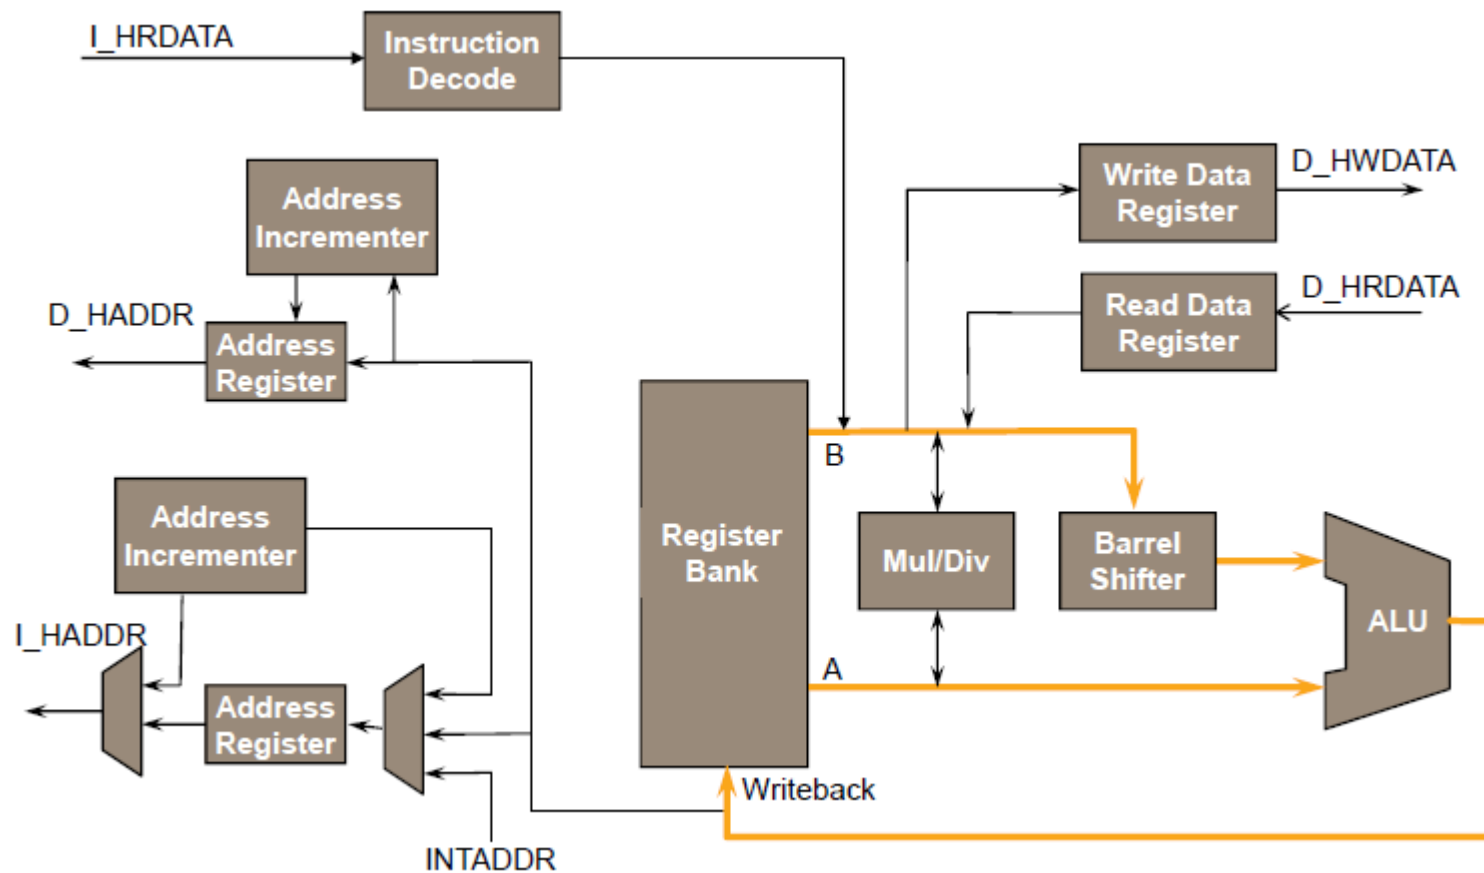 I_HRDATA
Instruction
Decode
Address
Incrementer
Write Data
Register
D_HWDATA
D_HADDR
Address
Register
Read Data
Register
D_HRDATA
B
Address
Incrementer
Register
Bank
Mul/Div
Barrel
Shifter
ALU
I_HADDR
A
Address
Register
Writeback
INTADDR